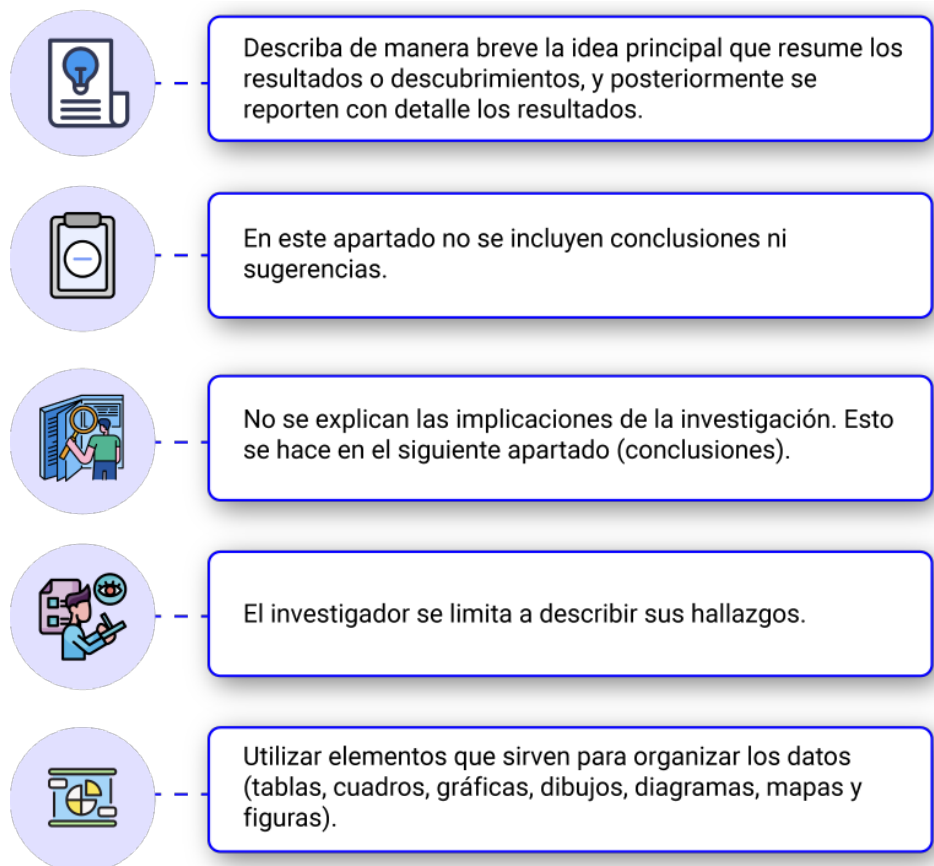 Describa de manera breve la idea principal que resume los
resultados o descubrimientos, y posteriormente se
reporten con detalle los resultados.
En este apartado no se incluyen conclusiones ni
sugerencias.
No se explican las implicaciones de la investigación. Esto
se hace en el siguiente apartado (conclusiones).
El investigador se limita a describir sus hallazgos.
Utilizar elementos que sirven para organizar los datos
(tablas, cuadros, gráficas, dibujos, diagramas, mapas y
figuras).